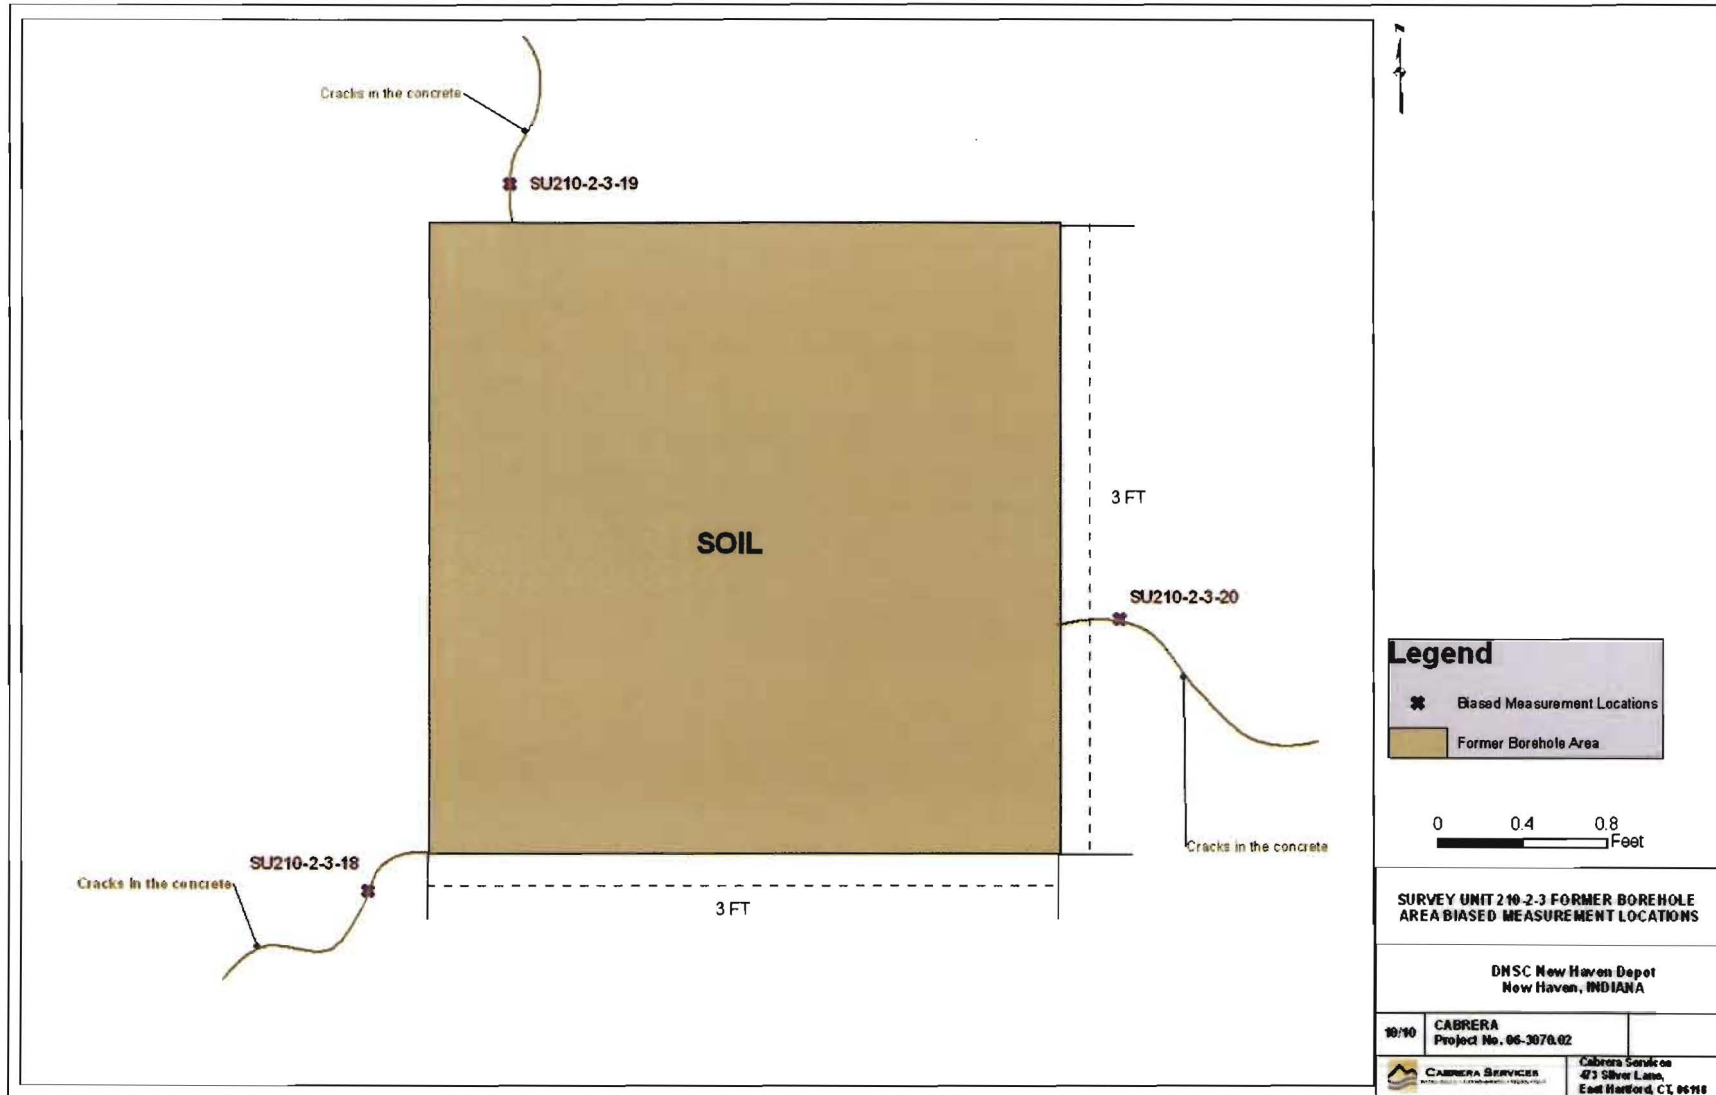 N
Cracks in the concrete
SU210-2-3-19
3 FT
SOIL
SU210-2-3-20
Cracks in the concrete
SU210-2-3-18
Cracks in the concrete
3 FT
Legend
Biased Measurement Locations
Former Borehole Area
0 0.4 0.8
Feet
SURVEY UNIT 210-2-3 FORMER BOREHOLE
AREA BIASED MEASUREMENT LOCATIONS
DNSC New Haven Depot
New Haven, INDIANA
10/10
CABRERA
Project No. 06-3070.02
CABRERA SERVICES
Cabrera Services
473 Silver Lane,
East Hartford, CT, 06118